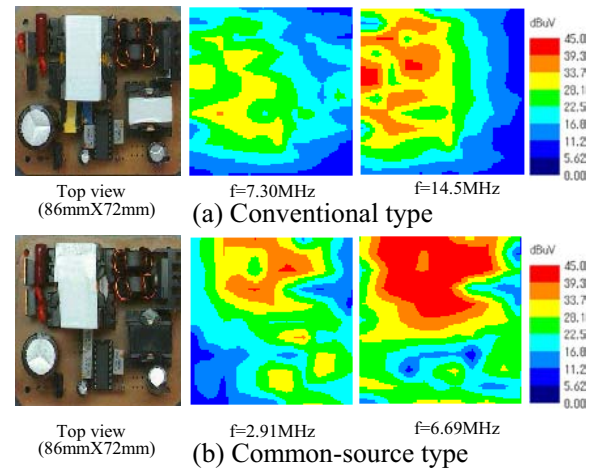 dBuV
45.0
39.3
33.7
28.1
22.5
16.8
11.2
5.62
0.00
Top view
(86mmX72mm)
f=7.30MHz
f=14.5MHz
(a) Conventional type
dBuV
45.0
39.3
33.7
28.1
22.5
16.8
11.2
5.62
0.00
Top view
(86mmX72mm)
f=2.91MHz
f=6.69MHz
(b) Common-source type